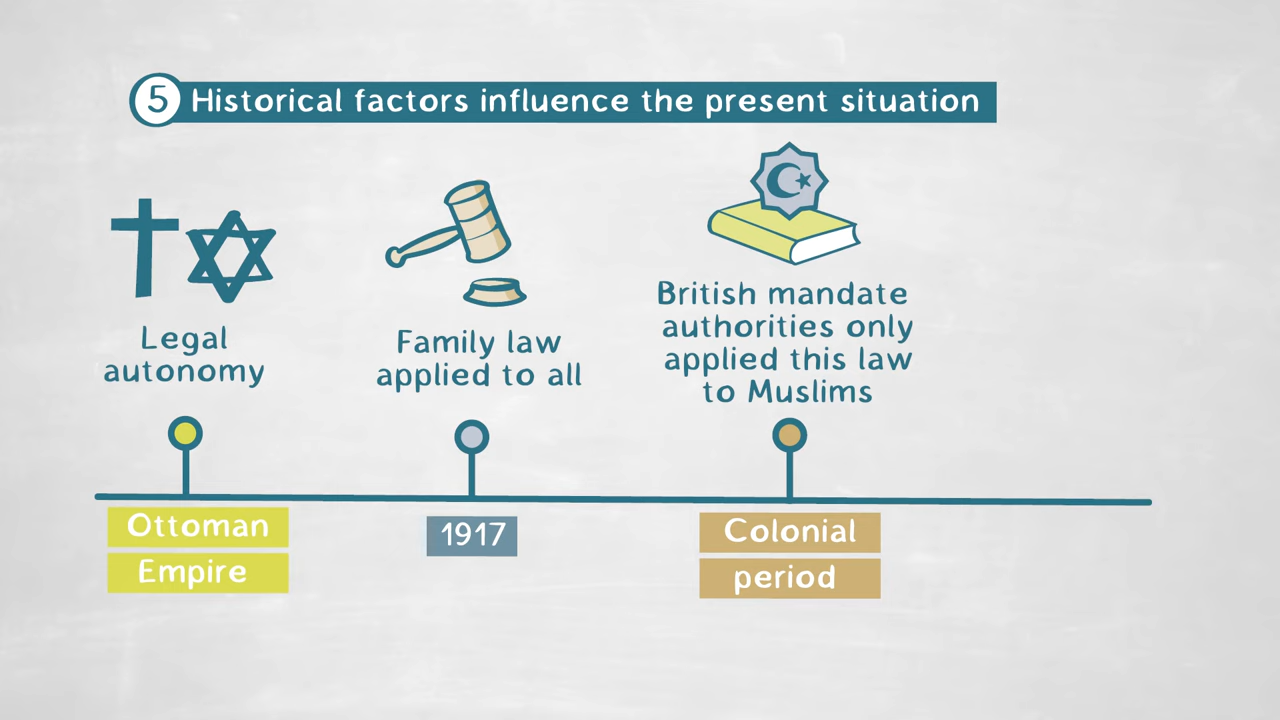 5 Historical factors influence the present situation
Legal
autonomy
Family law
applied to all
British mandate
authorities only
applied this law
to Muslims
Ottoman
Empire
1917
Colonial
period